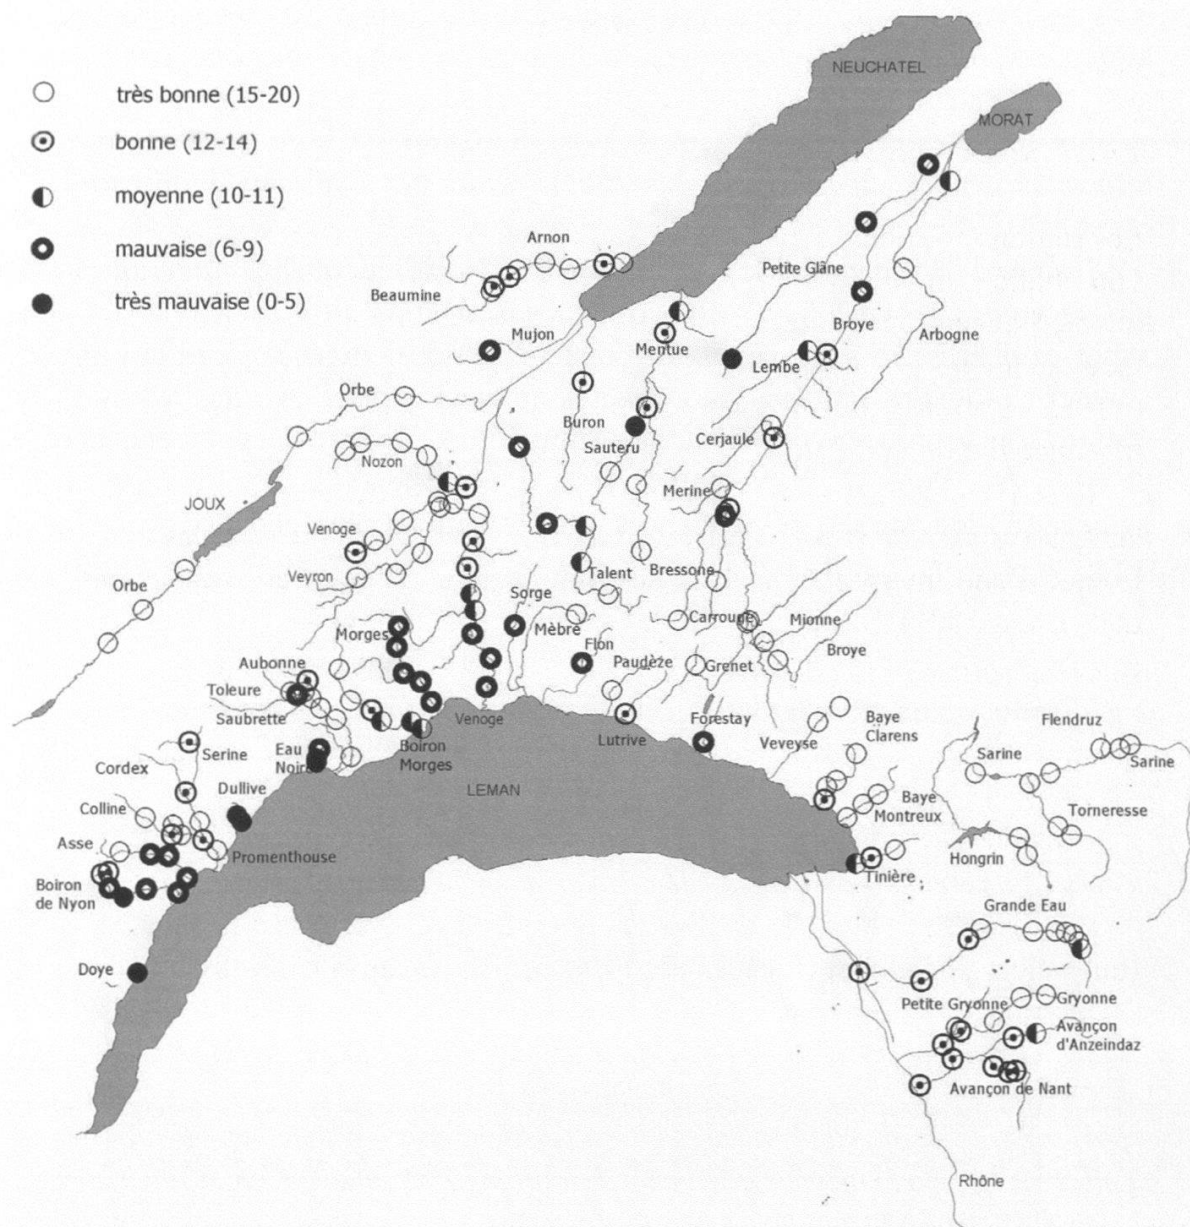 NEUCHATEL
MORAT
très bonne (15-20)
bonne (12-14)
moyenne (10-11)
mauvaise (6-9)
très mauvaise (0-5)
Arnon
Petite Glâne
Beaumine
Broye
Arbogne
Mujon
Mentue
Lembe
Orbe
Buron
Sauteru
Cerjaule
Nozon
Merine
JOUX
Venoge
Veyron
Talent
Bressone
Orbe
Sorge
Mèbre
Carrouge
Mionne
Morges
Flon
Broye
Aubonne
Paudèze
Grenet
Toleure
Saubrette
Venoge
Lutrive
Forestay
Veveyse
Baye
Clarens
Flendruz
Serine
Eau
Noire
Boiron
Morges
Sarine
Sarine
Cordex
Dullive
LEMAN
Colline
Baye
Montreux
Torneresse
Asse
Promenthouse
Hongrin
Tinière
Boiron
de Nyon
Grande Eau
Doye
Petite Gryonne
Gryonne
Avançon
d'Anzeindaz
Avançon de Nant
Rhône